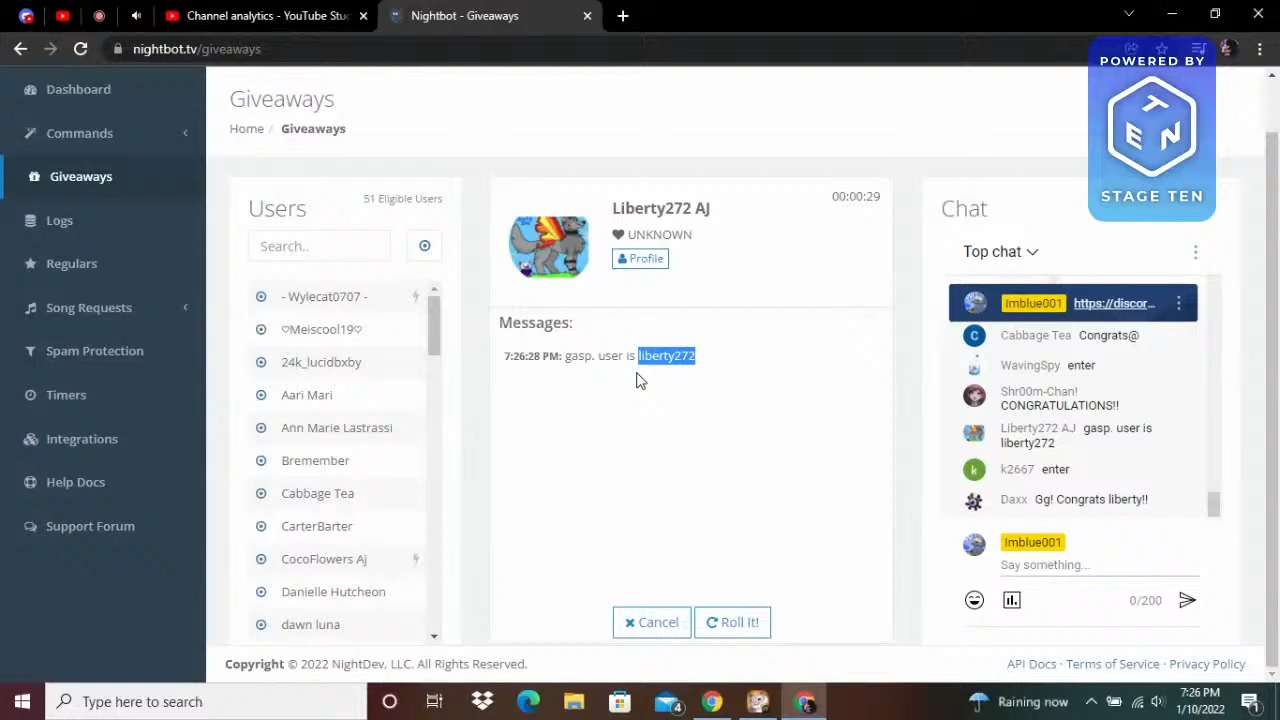 Channel analytics - YouTube Stu
Nightbot - Giveaways
nightbot.tv/giveaways
POWERED BY
TEN
STAGE TEN
Dashboard
Commands
Giveaways
Logs
Regulars
Song Requests
Spam Protection
Timers
Integrations
Help Docs
Support Forum
Giveaways
Home / Giveaways
Users
51 Eligible Users
Search..
- Wylecat0707 -
♡Meiscool19♡
24k_lucidbxby
Aari Mari
Ann Marie Lastrassi
Bremember
Cabbage Tea
CarterBarter
CocoFlowers Aj
Danielle Hutcheon
dawn luna
00:00:29
Liberty272 AJ
UNKNOWN
Profile
Messages:
7:26:28 PM: gasp. user is liberty272
Cancel
Roll It!
Chat
Top chat
Imblue001 https://discor...
Cabbage Tea Congrats@
WavingSpy enter
Shr00m-Chan!
CONGRATULATIONS!!
Liberty272 AJ gasp. user is
liberty272
k2667 enter
Daxx Gg! Congrats liberty!!
Imblue001
Say something...
0/200
Copyright © 2022 NightDev, LLC. All Rights Reserved.
API Docs · Terms of Service · Privacy Policy
Type here to search
4
Raining now
7:26 PM
1/10/2022
1